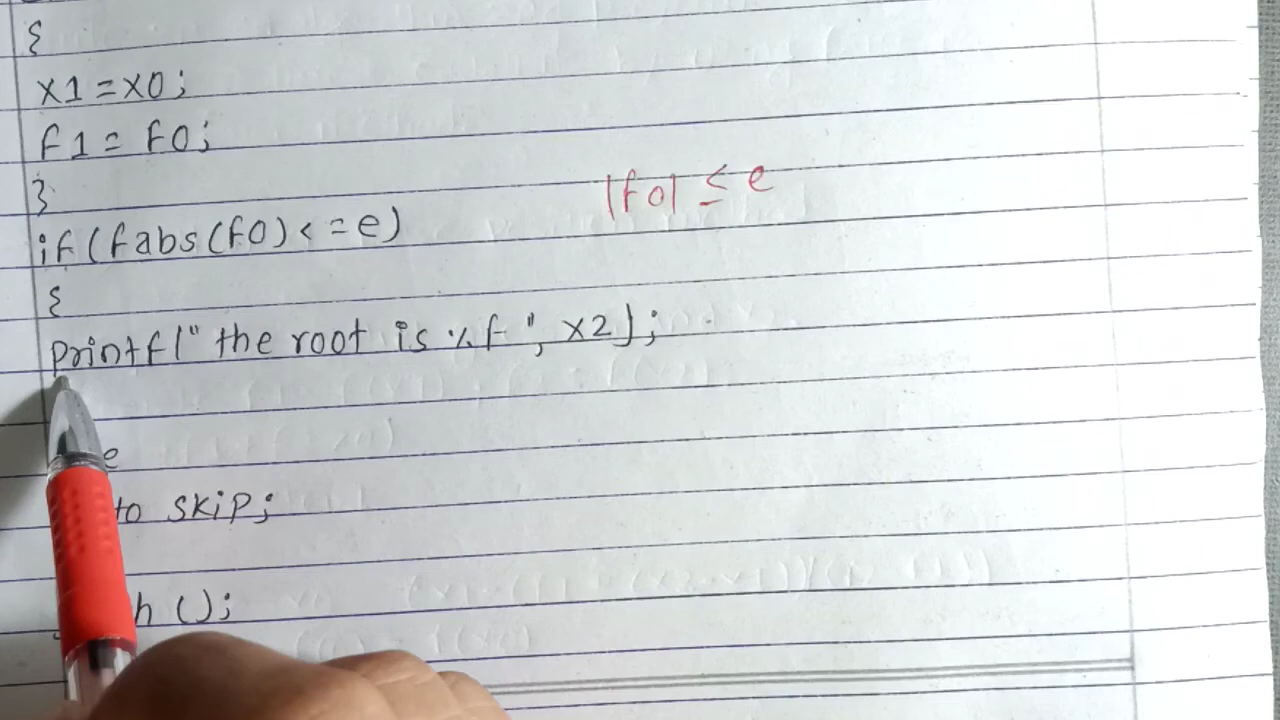 {
x1=x0;
f1= f0;
}
|f0| ≤ e
if(fabs(f0)<=e)
{
printf(" the root is %f ", x2);
e
to skip;
h ();